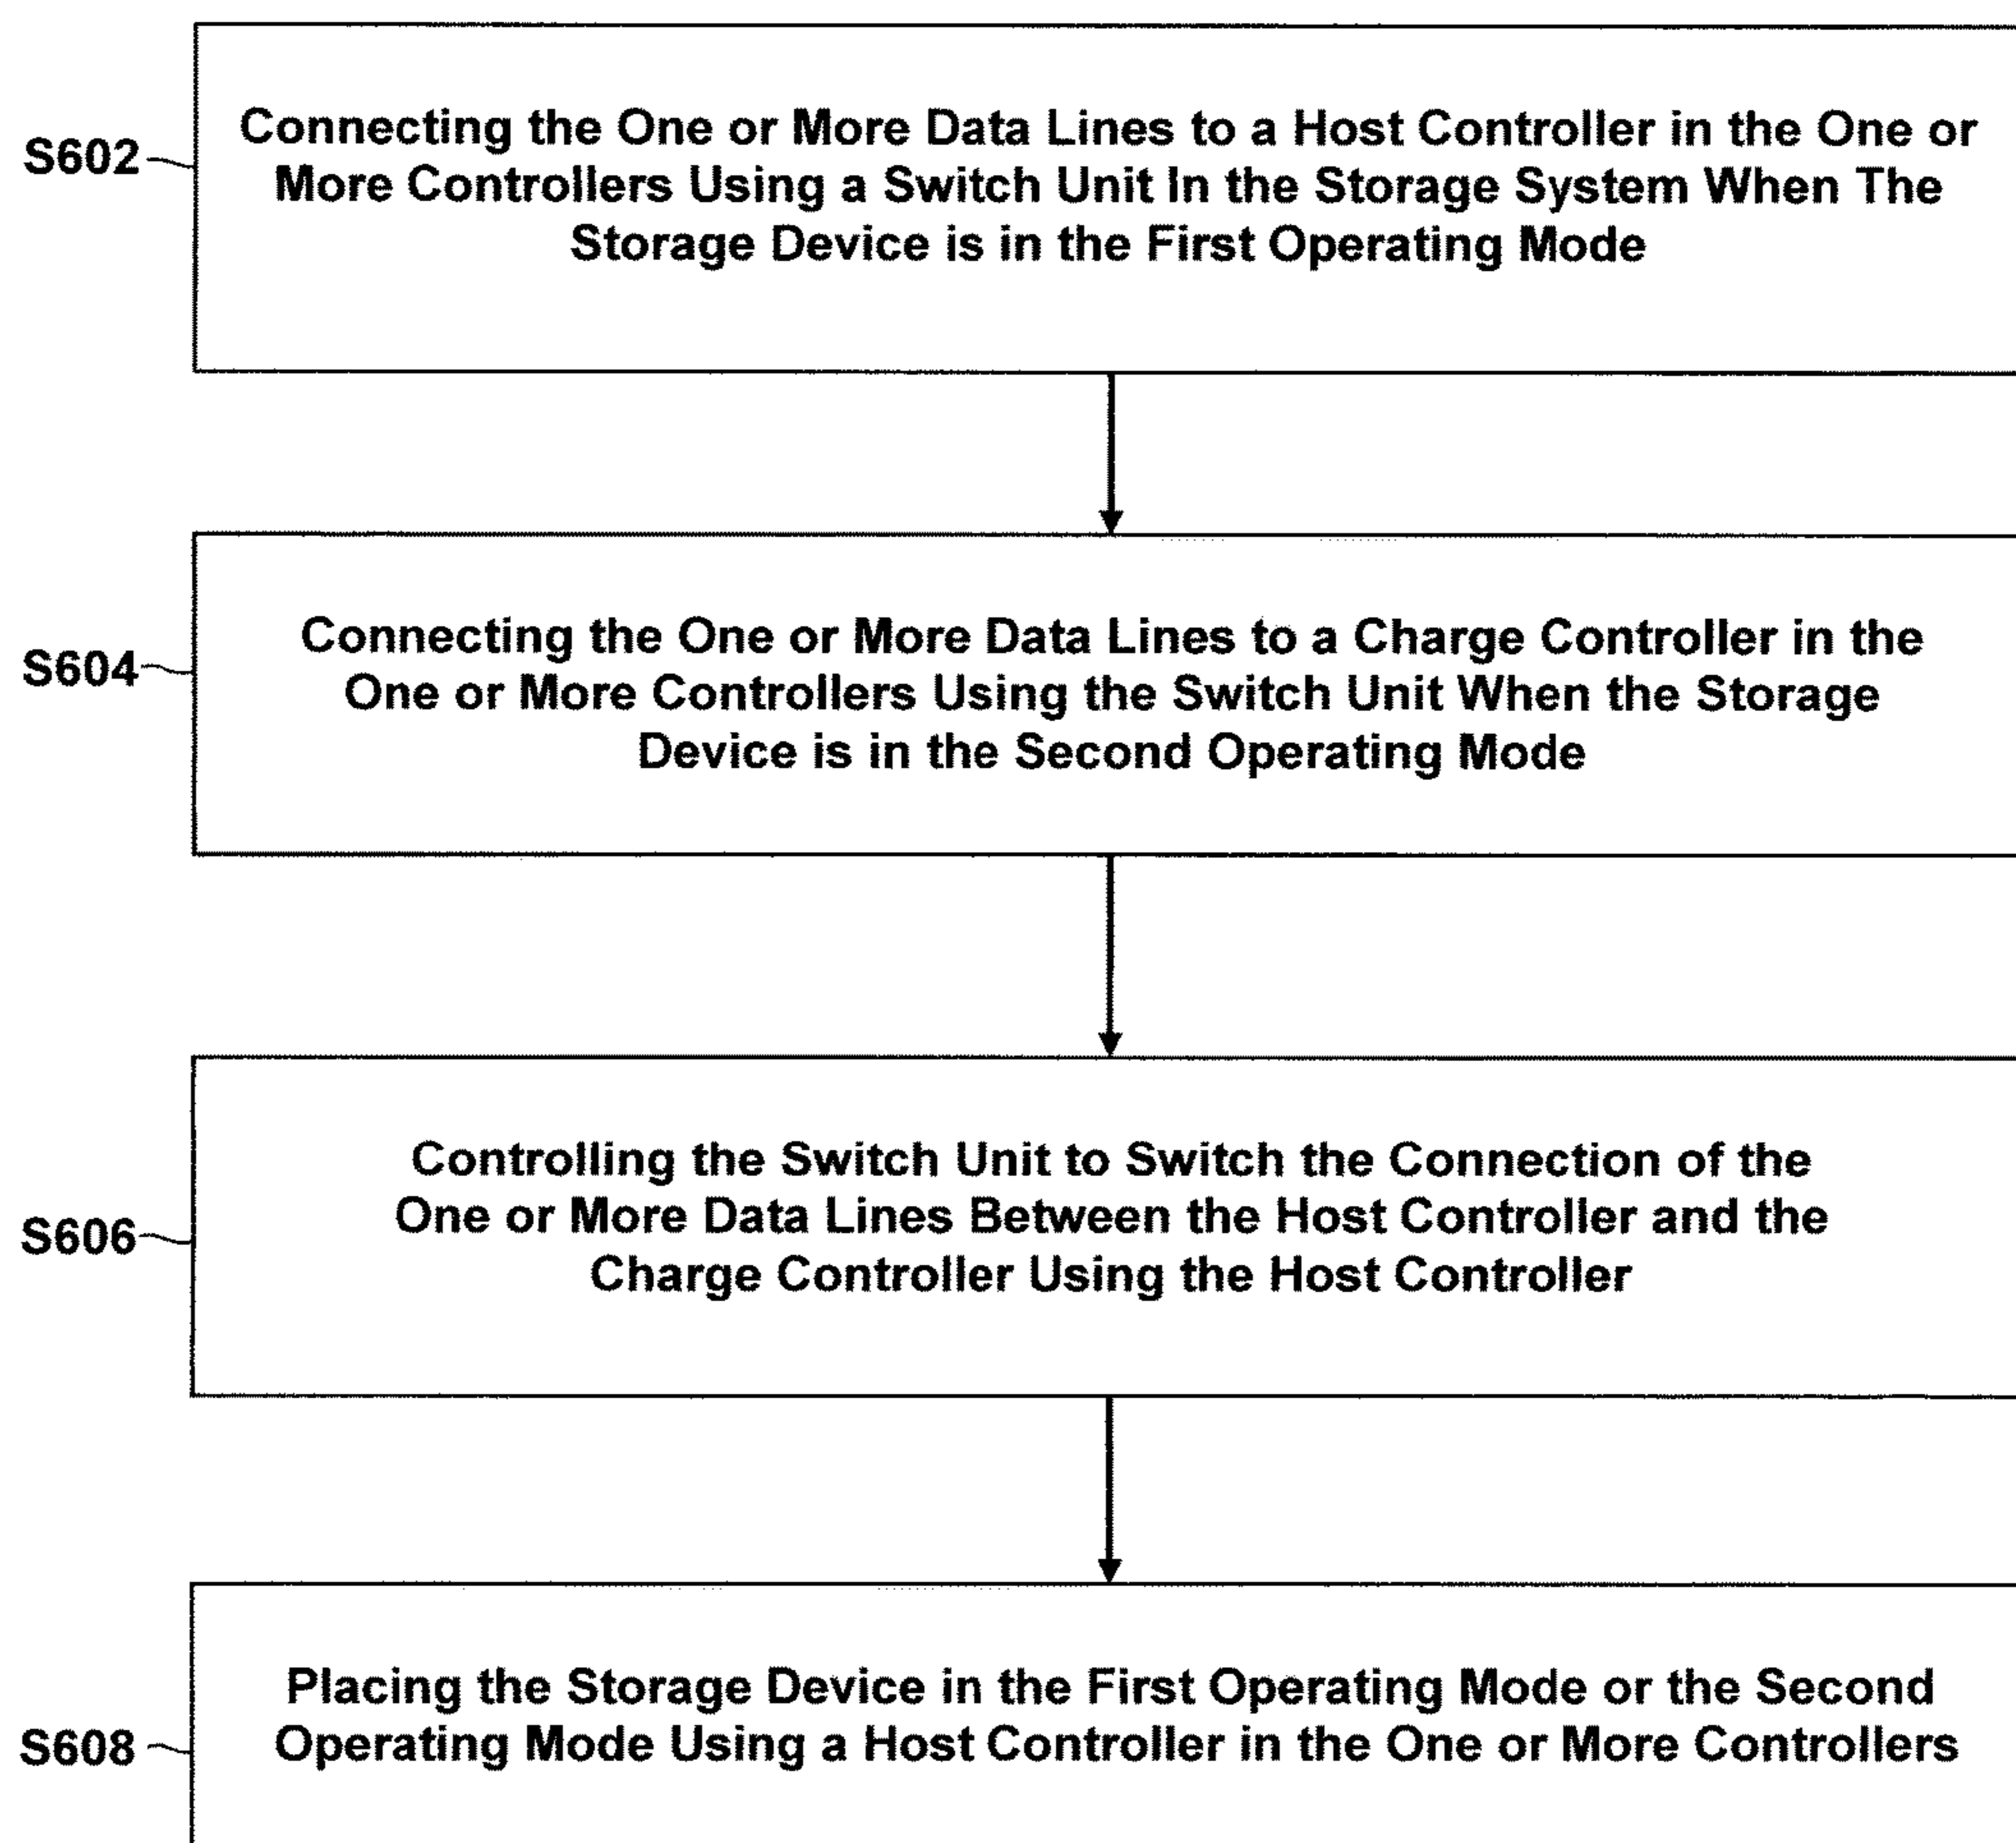 S602
Connecting the One or More Data Lines to a Host Controller in the One or
More Controllers Using a Switch Unit In the Storage System When The
Storage Device is in the First Operating Mode
S604
Connecting the One or More Data Lines to a Charge Controller in the
One or More Controllers Using the Switch Unit When the Storage
Device is in the Second Operating Mode
S606
Controlling the Switch Unit to Switch the Connection of the
One or More Data Lines Between the Host Controller and the
Charge Controller Using the Host Controller
S608
Placing the Storage Device in the First Operating Mode or the Second
Operating Mode Using a Host Controller in the One or More Controllers